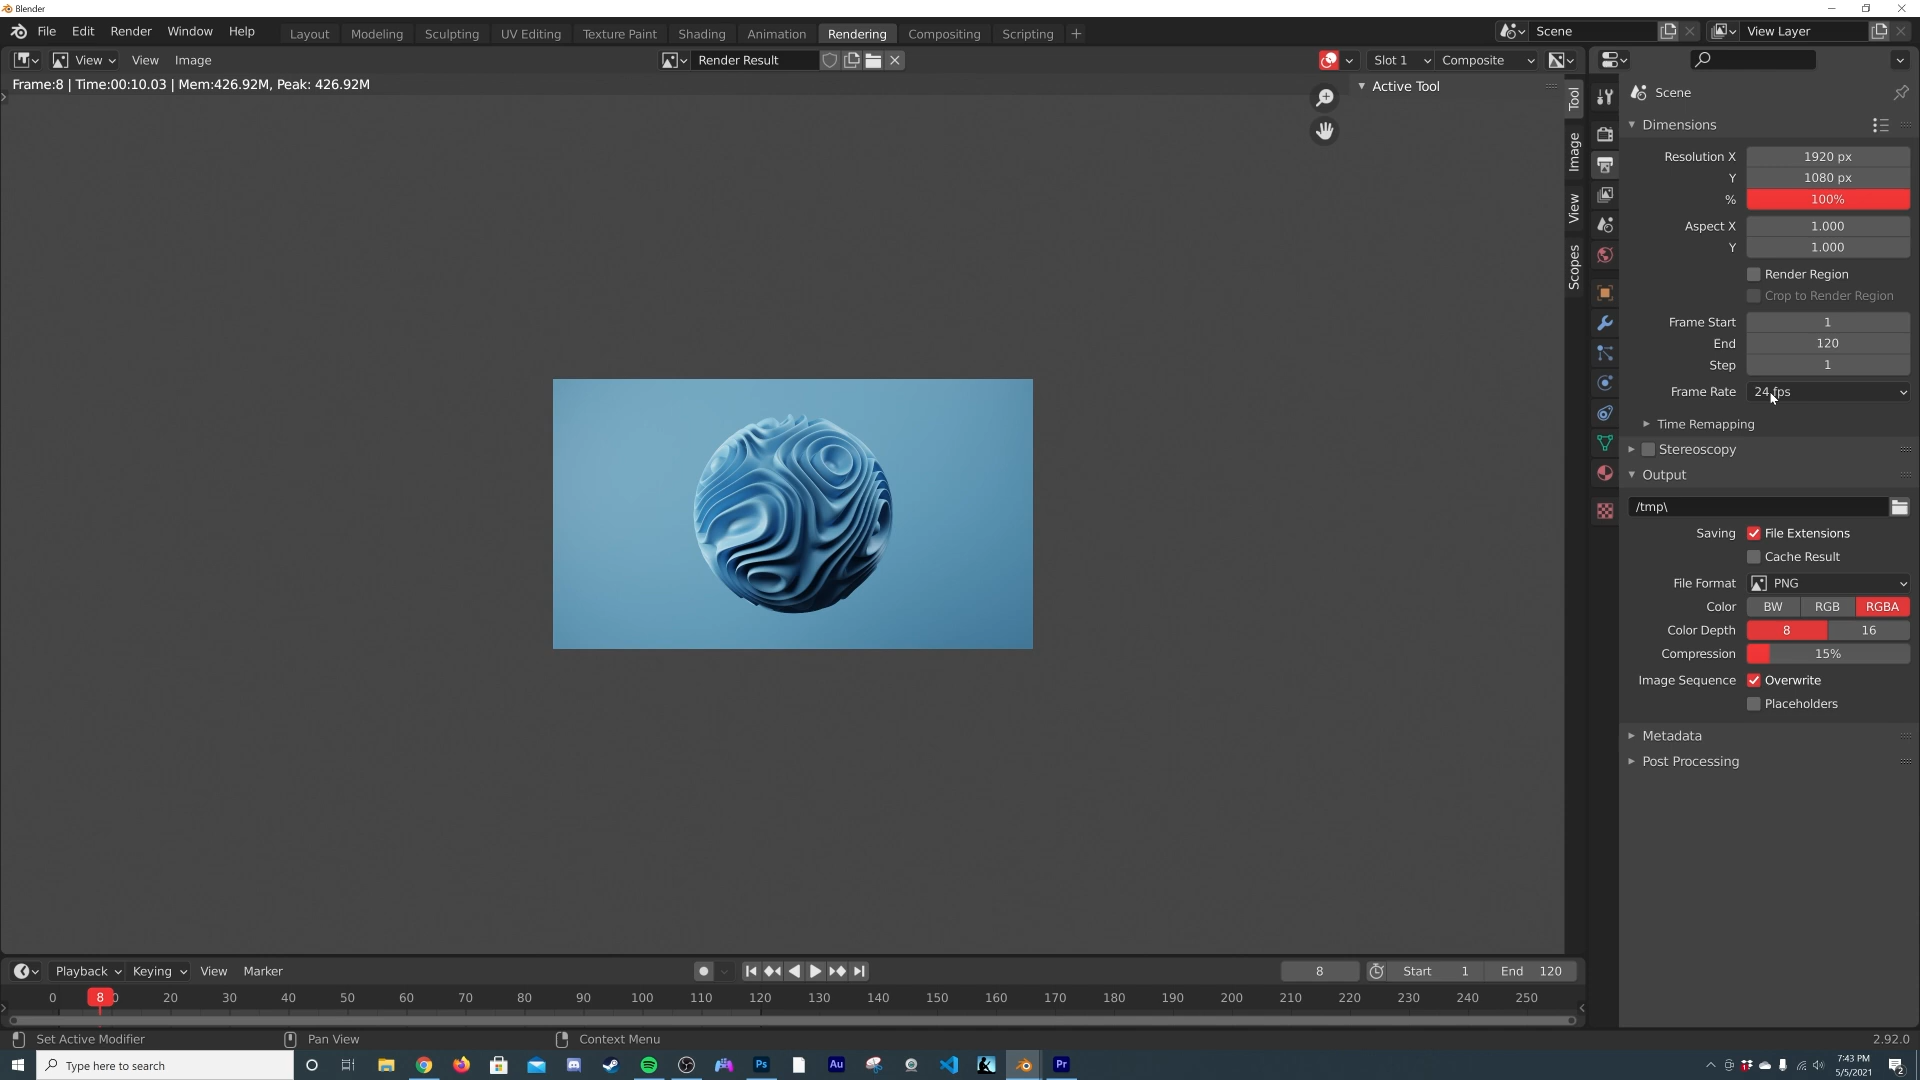 Blender
File Edit Render Window Help Layout Modeling Sculpting UV Editing Texture Paint Shading Animation Rendering Compositing Scripting + Scene View Layer
View View Image Render Result Slot 1 Composite
Frame:8 | Time:00:10.03 | Mem:426.92M, Peak: 426.92M
Active Tool
Tool
Image
View
Scopes
Scene
Dimensions
Resolution X 1920 px
Y 1080 px
% 100%
Aspect X 1.000
Y 1.000
Render Region
Crop to Render Region
Frame Start 1
End 120
Step 1
Frame Rate 24 fps
Time Remapping
Stereoscopy
Output
/tmp\
Saving File Extensions
Cache Result
File Format PNG
Color BW RGB RGBA
Color Depth 8 16
Compression 15%
Image Sequence Overwrite
Placeholders
Metadata
Post Processing
Playback Keying View Marker 8 Start 1 End 120
0 8 20 30 40 50 60 70 80 90 100 110 120 130 140 150 160 170 180 190 200 210 220 230 240 250
Set Active Modifier Pan View Context Menu 2.92.0
Type here to search Ps Au Pr 7:43 PM
5/5/2021 2